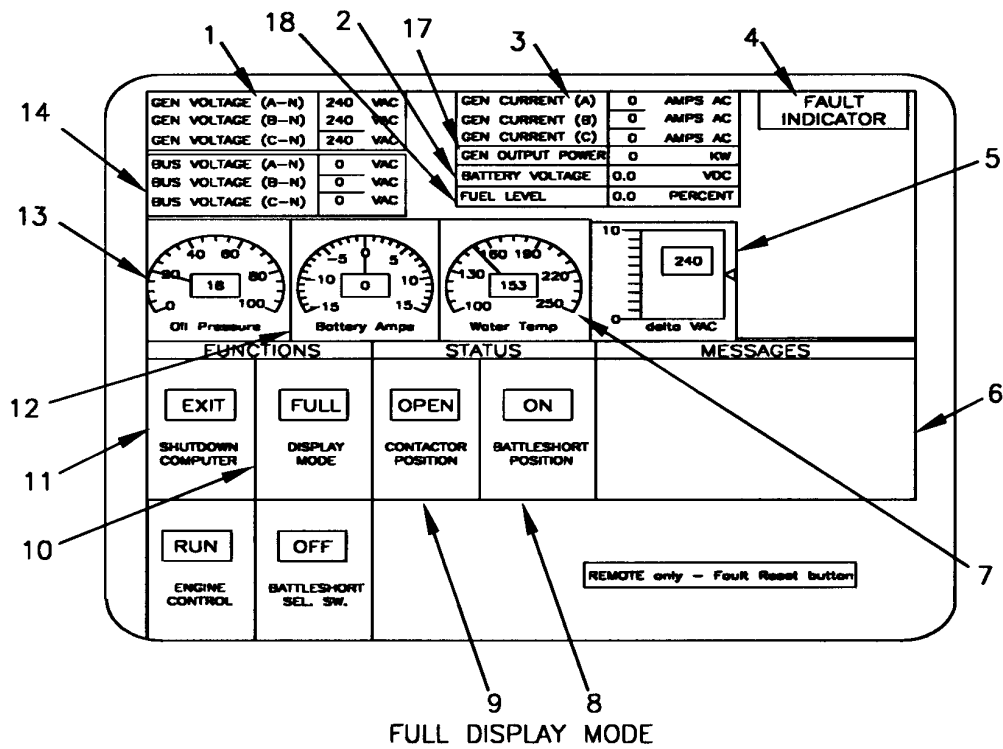 1
18
2
17
3
4
GEN VOLTAGE (A-N) 240 VAC
GEN VOLTAGE (B-N) 240 VAC
GEN VOLTAGE (C-N) 240 VAC
BUS VOLTAGE (A-N) 0 VAC
BUS VOLTAGE (B-N) 0 VAC
BUS VOLTAGE (C-N) 0 VAC
GEN CURRENT (A) 0 AMPS AC
GEN CURRENT (B) 0 AMPS AC
GEN CURRENT (C) 0 AMPS AC
GEN OUTPUT POWER 0 KW
BATTERY VOLTAGE 0.0 VDC
FUEL LEVEL 0.0 PERCENT
FAULT
INDICATOR
14
5
13
0 20 40 60 80 100
18
Oil Pressure
-15 -10 -5 0 5 10 15
0
Battery Amps
100 130 160 190 220 250
153
Water Temp
10
240
0
delta VAC
FUNCTIONS
STATUS
MESSAGES
12
6
EXIT
SHUTDOWN
COMPUTER
FULL
DISPLAY
MODE
OPEN
CONTACTOR
POSITION
ON
BATTLESHORT
POSITION
11
10
RUN
ENGINE
CONTROL
OFF
BATTLESHORT
SEL. SW.
REMOTE only - Fault Reset button
7
9
8
FULL DISPLAY MODE